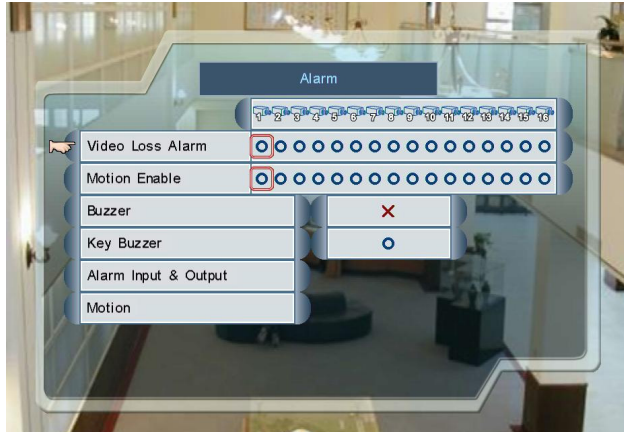 Alarm
1 2 3 4 5 6 7 8 9 10 11 12 13 14 15 16
Video Loss Alarm
Motion Enable
Buzzer
Key Buzzer
Alarm Input & Output
Motion